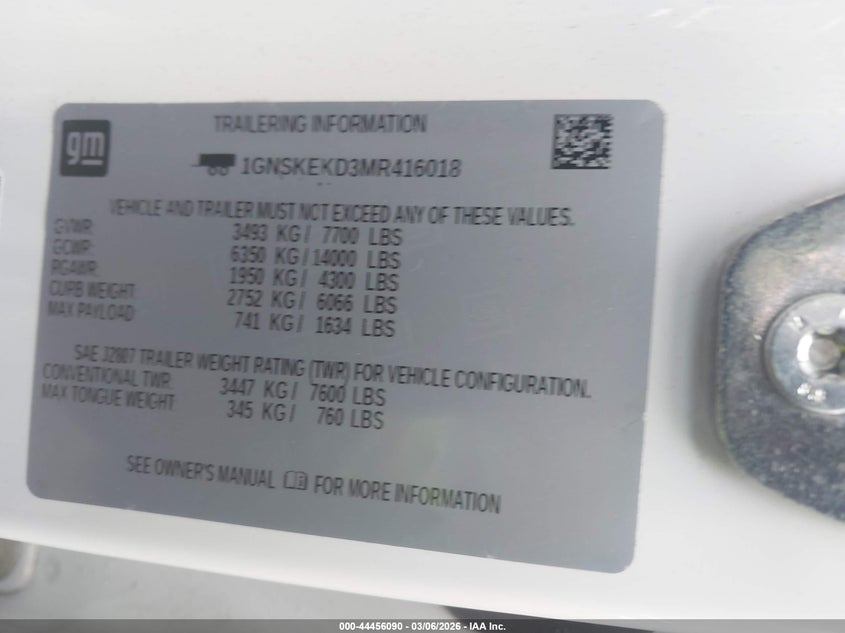 gm
TRAILERING INFORMATION
1GNSKEKD3MR416018
VEHICLE AND TRAILER MUST NOT EXCEED ANY OF THESE VALUES.
GVWR: 3493 KG / 7700 LBS
GCWR: 6350 KG / 14000 LBS
RGAWR: 1950 KG / 4300 LBS
CURB WEIGHT: 2752 KG / 6066 LBS
MAX PAYLOAD: 741 KG / 1634 LBS
SAE J2807 TRAILER WEIGHT RATING (TWR) FOR VEHICLE CONFIGURATION.
CONVENTIONAL TWR: 3447 KG / 7600 LBS
MAX TONGUE WEIGHT: 345 KG / 760 LBS
SEE OWNER'S MANUAL FOR MORE INFORMATION
000-44456090 - 03/06/2026 - IAA Inc.